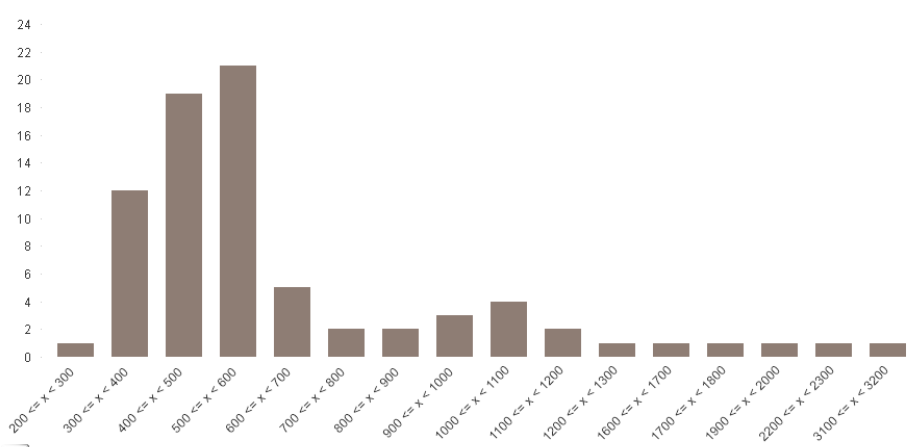 24
22
20
18
16
14
12
10
8
6
4
2
0
200 <= x < 300
300 <= x < 400
400 <= x < 500
500 <= x < 600
600 <= x < 700
700 <= x < 800
800 <= x < 900
900 <= x < 1000
1000 <= x < 1100
1100 <= x < 1200
1200 <= x < 1300
1600 <= x < 1700
1700 <= x < 1800
1900 <= x < 2000
2200 <= x < 2300
3100 <= x < 3200